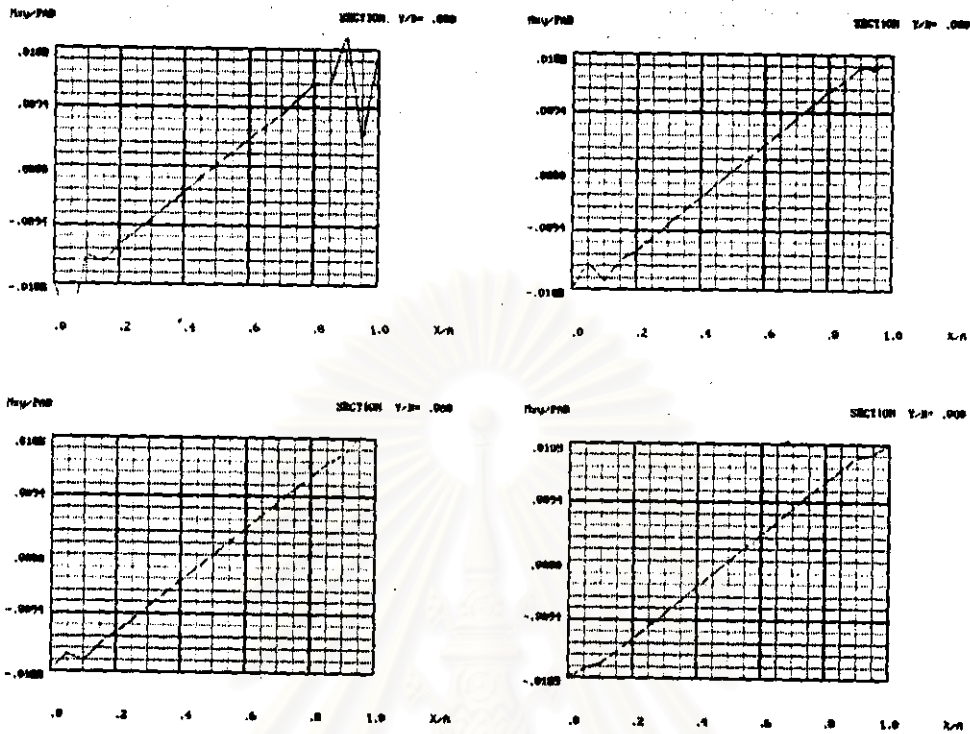 Mxy/PAB
SECTION Y/B= .000
.0188
.0094
.0000
-.0094
-.0188
.0 .2 .4 .6 .8 1.0 X/A
Mxy/PAB
SECTION Y/B= .000
.0188
.0094
.0000
-.0094
-.0188
.0 .2 .4 .6 .8 1.0 X/A
Mxy/PAB
SECTION Y/B= .000
.0188
.0094
.0000
-.0094
-.0188
.0 .2 .4 .6 .8 1.0 X/A
Mxy/PAB
SECTION Y/B= .000
.0189
.0094
.0000
-.0094
-.0189
.0 .2 .4 .6 .8 1.0 X/A